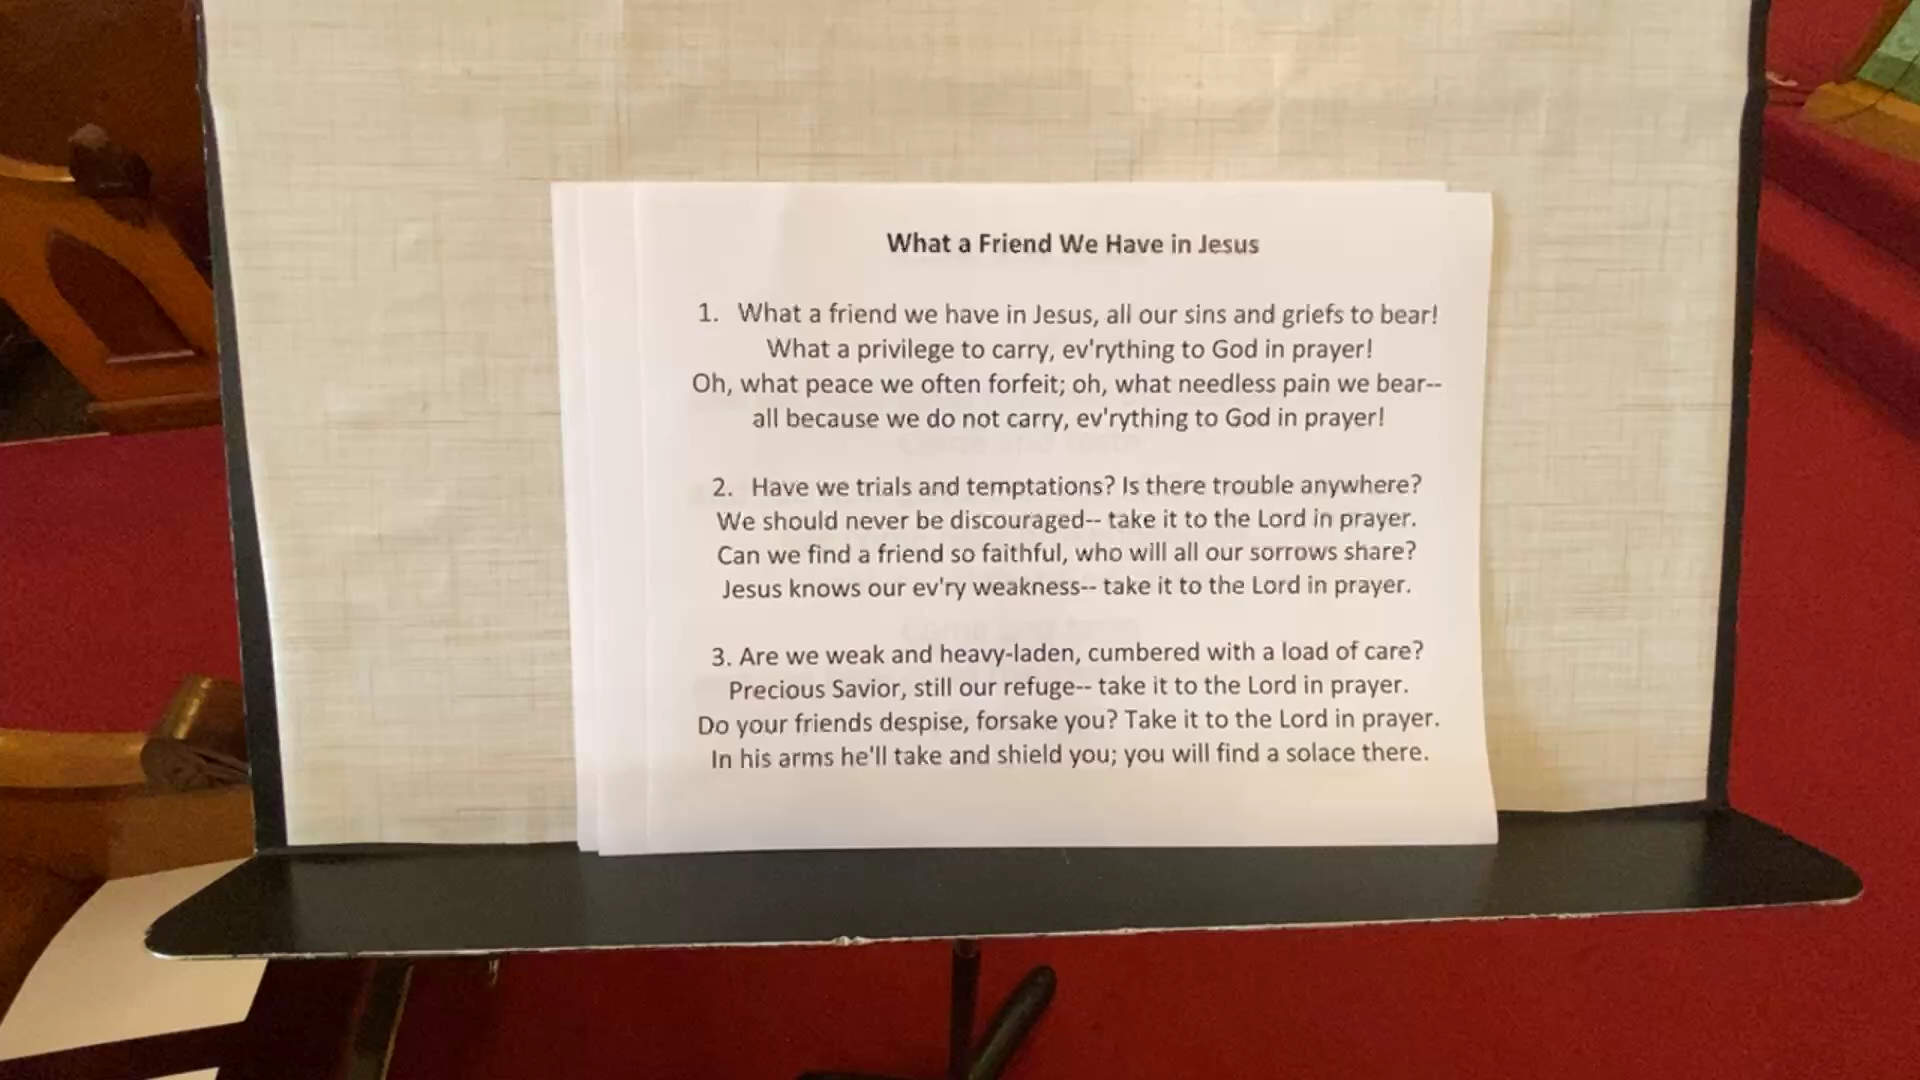 What a Friend We Have in Jesus
1. What a friend we have in Jesus, all our sins and griefs to bear!
What a privilege to carry, ev'rything to God in prayer!
Oh, what peace we often forfeit; oh, what needless pain we bear--
all because we do not carry, ev'rything to God in prayer!
2. Have we trials and temptations? Is there trouble anywhere?
We should never be discouraged-- take it to the Lord in prayer.
Can we find a friend so faithful, who will all our sorrows share?
Jesus knows our ev'ry weakness-- take it to the Lord in prayer.
3. Are we weak and heavy-laden, cumbered with a load of care?
Precious Savior, still our refuge-- take it to the Lord in prayer.
Do your friends despise, forsake you? Take it to the Lord in prayer.
In his arms he'll take and shield you; you will find a solace there.